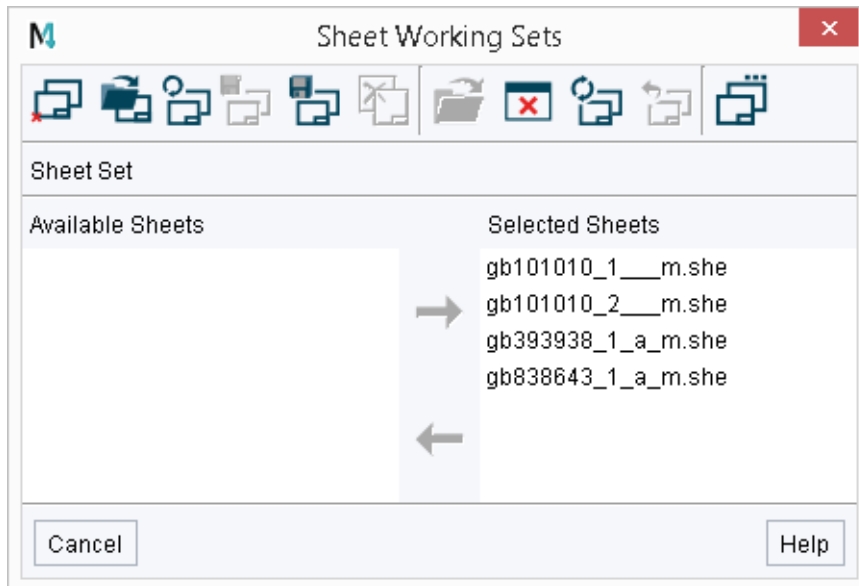 Sheet Working Sets
Sheet Set
Available Sheets
Selected Sheets
gb101010_1___m.she
gb101010_2___m.she
gb393938_1_a_m.she
gb838643_1_a_m.she
Cancel
Help